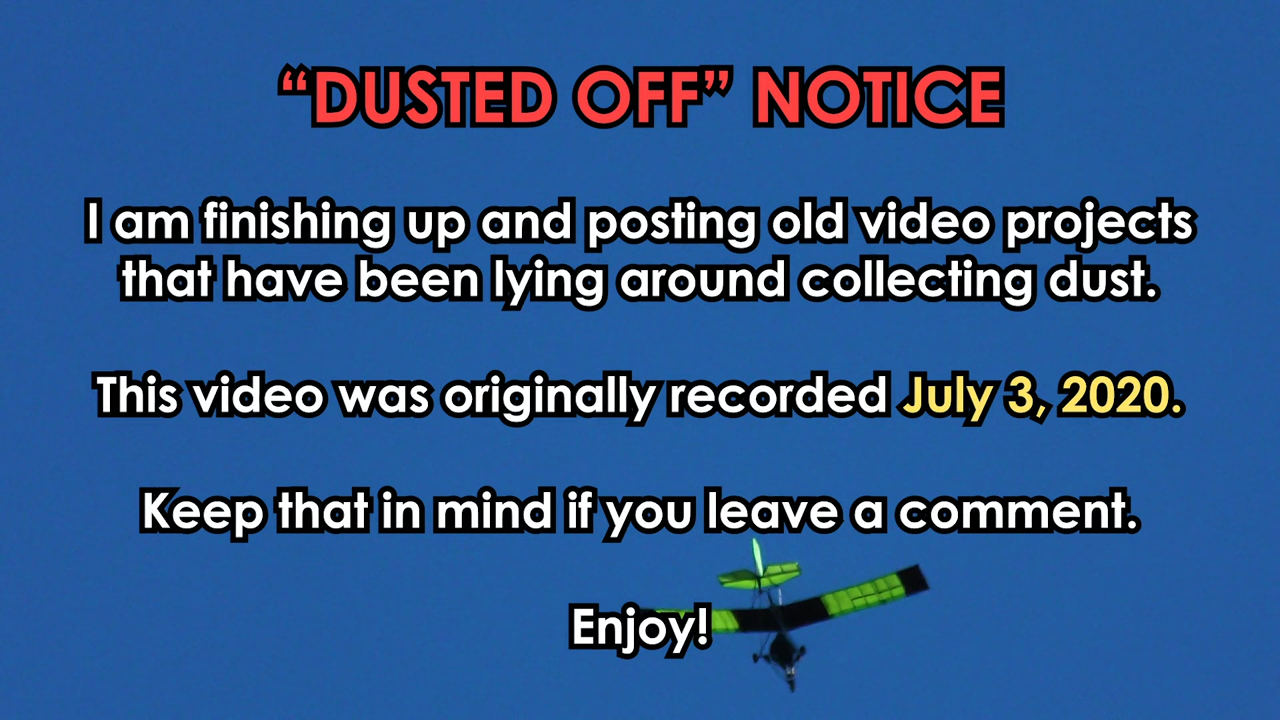 “DUSTED OFF” NOTICE
I am finishing up and posting old video projects
that have been lying around collecting dust.
This video was originally recorded July 3, 2020.
Keep that in mind if you leave a comment.
Enjoy!